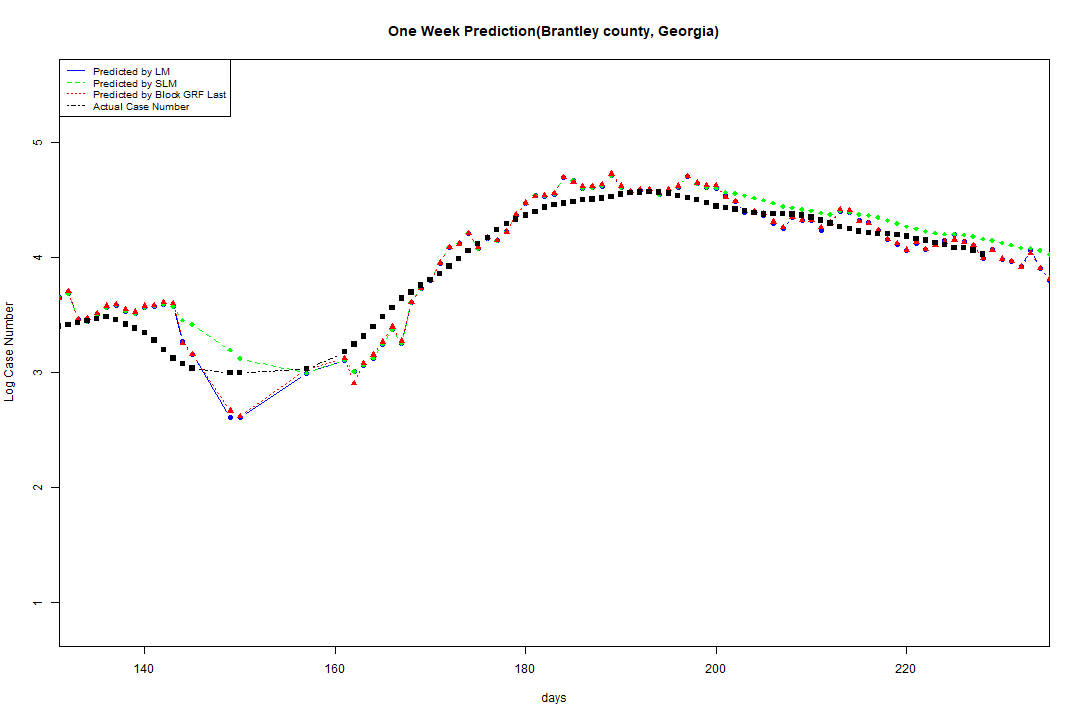 One Week Prediction(Brantley county, Georgia)
Predicted by LM
Predicted by SLM
Predicted by Block GRF Last
Actual Case Number
5
4
3
2
1
Log Case Number
140 160 180 200 220
days